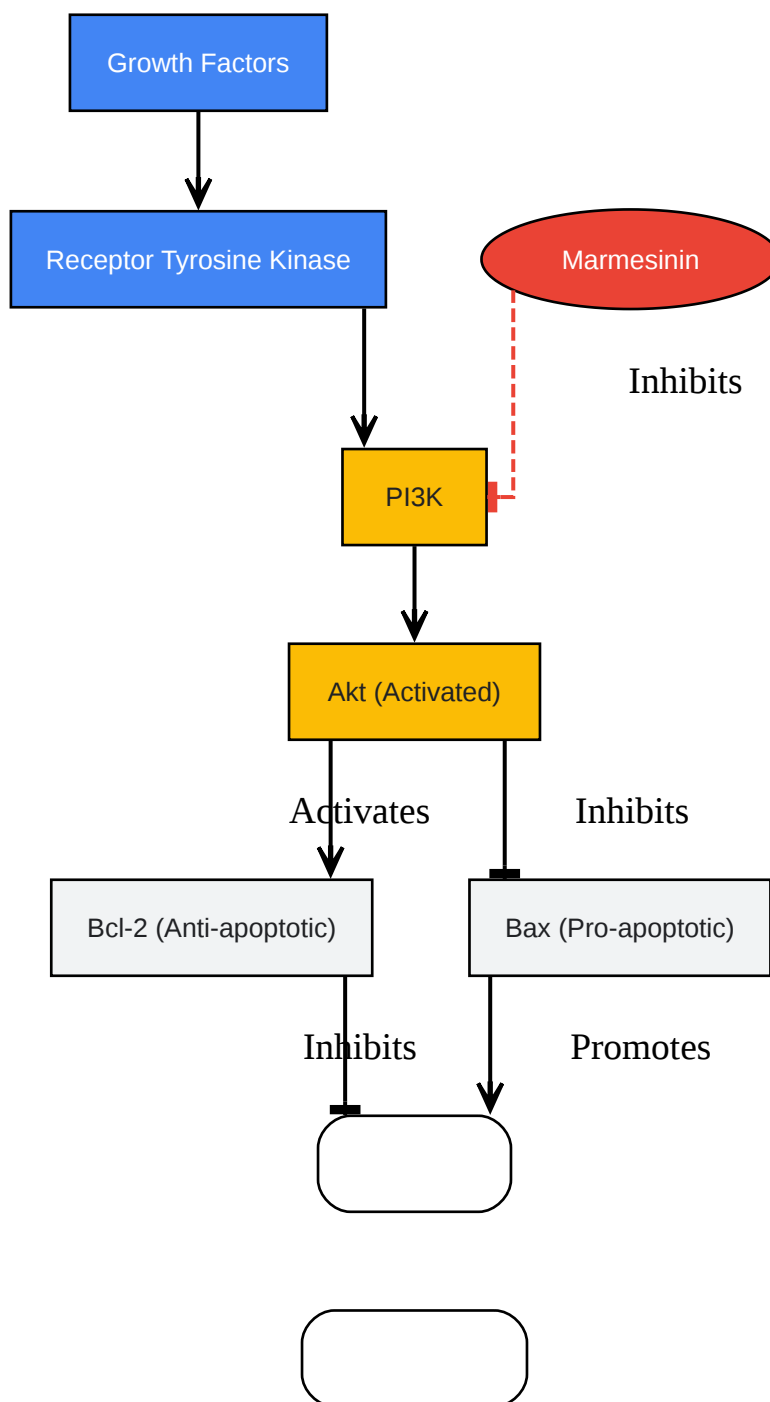 Growth Factors
Receptor Tyrosine Kinase
Marmesinin
Inhibits
PI3K
Akt (Activated)
Activates
Inhibits
Bcl-2 (Anti-apoptotic)
Bax (Pro-apoptotic)
Inhibits
Promotes